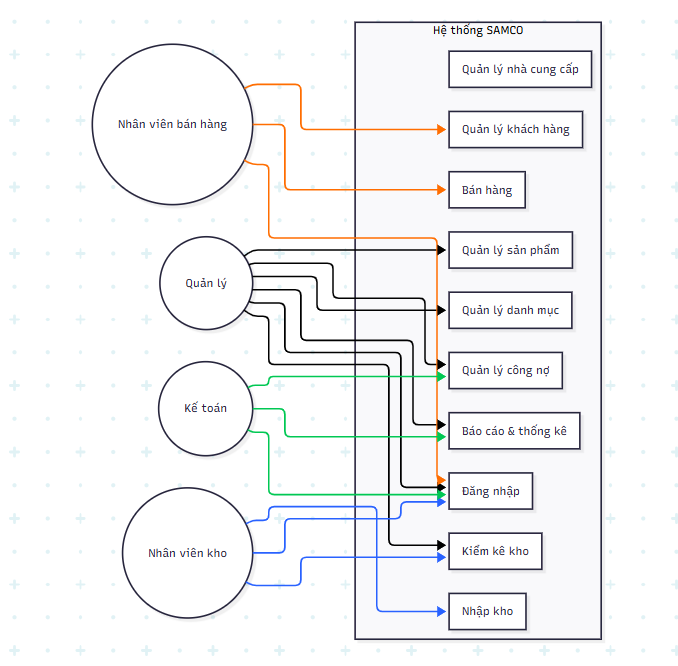 Hệ thống SAMCO
Nhân viên bán hàng
Quản lý
Kế toán
Nhân viên kho
Quản lý nhà cung cấp
Quản lý khách hàng
Bán hàng
Quản lý sản phẩm
Quản lý danh mục
Quản lý công nợ
Báo cáo & thống kê
Đăng nhập
Kiểm kê kho
Nhập kho